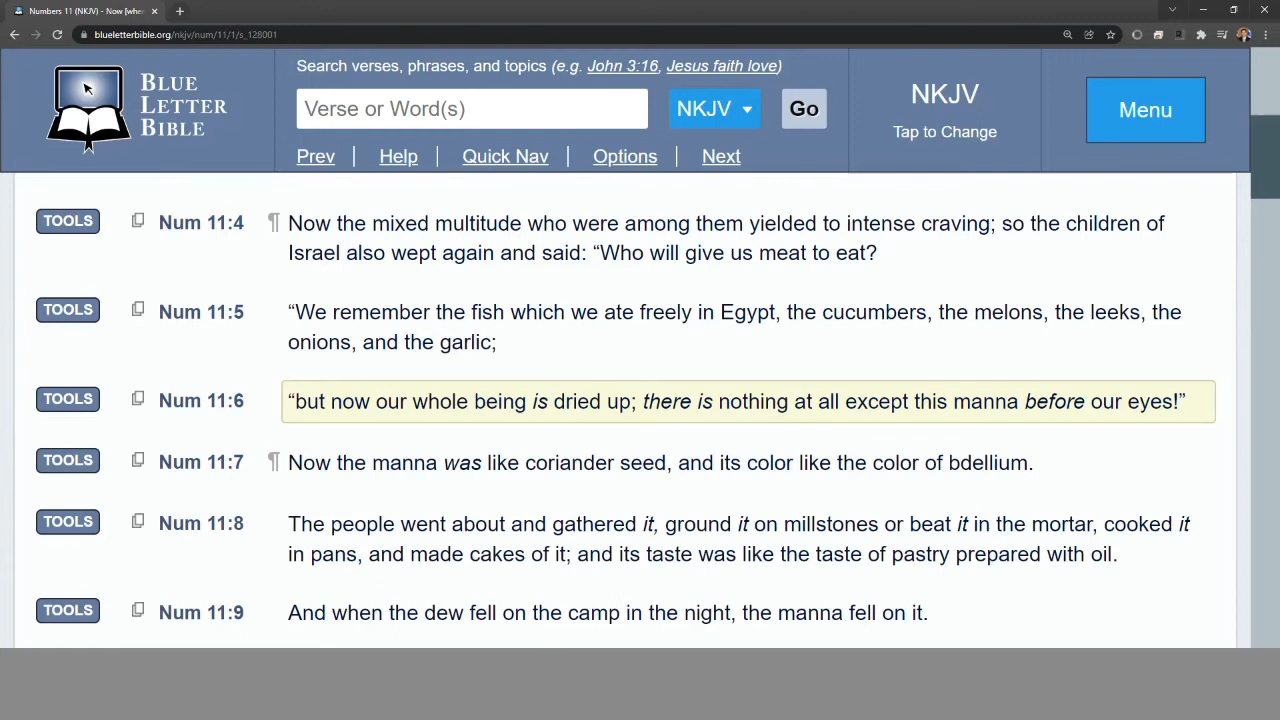 Numbers 11 (NKJV) - Now [whe
blueletterbible.org/nkjv/num/11/1/s_128001
BLUE
LETTER
BIBLE
Search verses, phrases, and topics (e.g. John 3:16, Jesus faith love)
Verse or Word(s)
NKJV
Go
Prev | Help | Quick Nav | Options | Next
NKJV
Tap to Change
Menu
TOOLS Num 11:4 ¶ Now the mixed multitude who were among them yielded to intense craving; so the children of
Israel also wept again and said: “Who will give us meat to eat?
TOOLS Num 11:5 “We remember the fish which we ate freely in Egypt, the cucumbers, the melons, the leeks, the
onions, and the garlic;
TOOLS Num 11:6 “but now our whole being is dried up; there is nothing at all except this manna before our eyes!”
TOOLS Num 11:7 ¶ Now the manna was like coriander seed, and its color like the color of bdellium.
TOOLS Num 11:8 The people went about and gathered it, ground it on millstones or beat it in the mortar, cooked it
in pans, and made cakes of it; and its taste was like the taste of pastry prepared with oil.
TOOLS Num 11:9 And when the dew fell on the camp in the night, the manna fell on it.